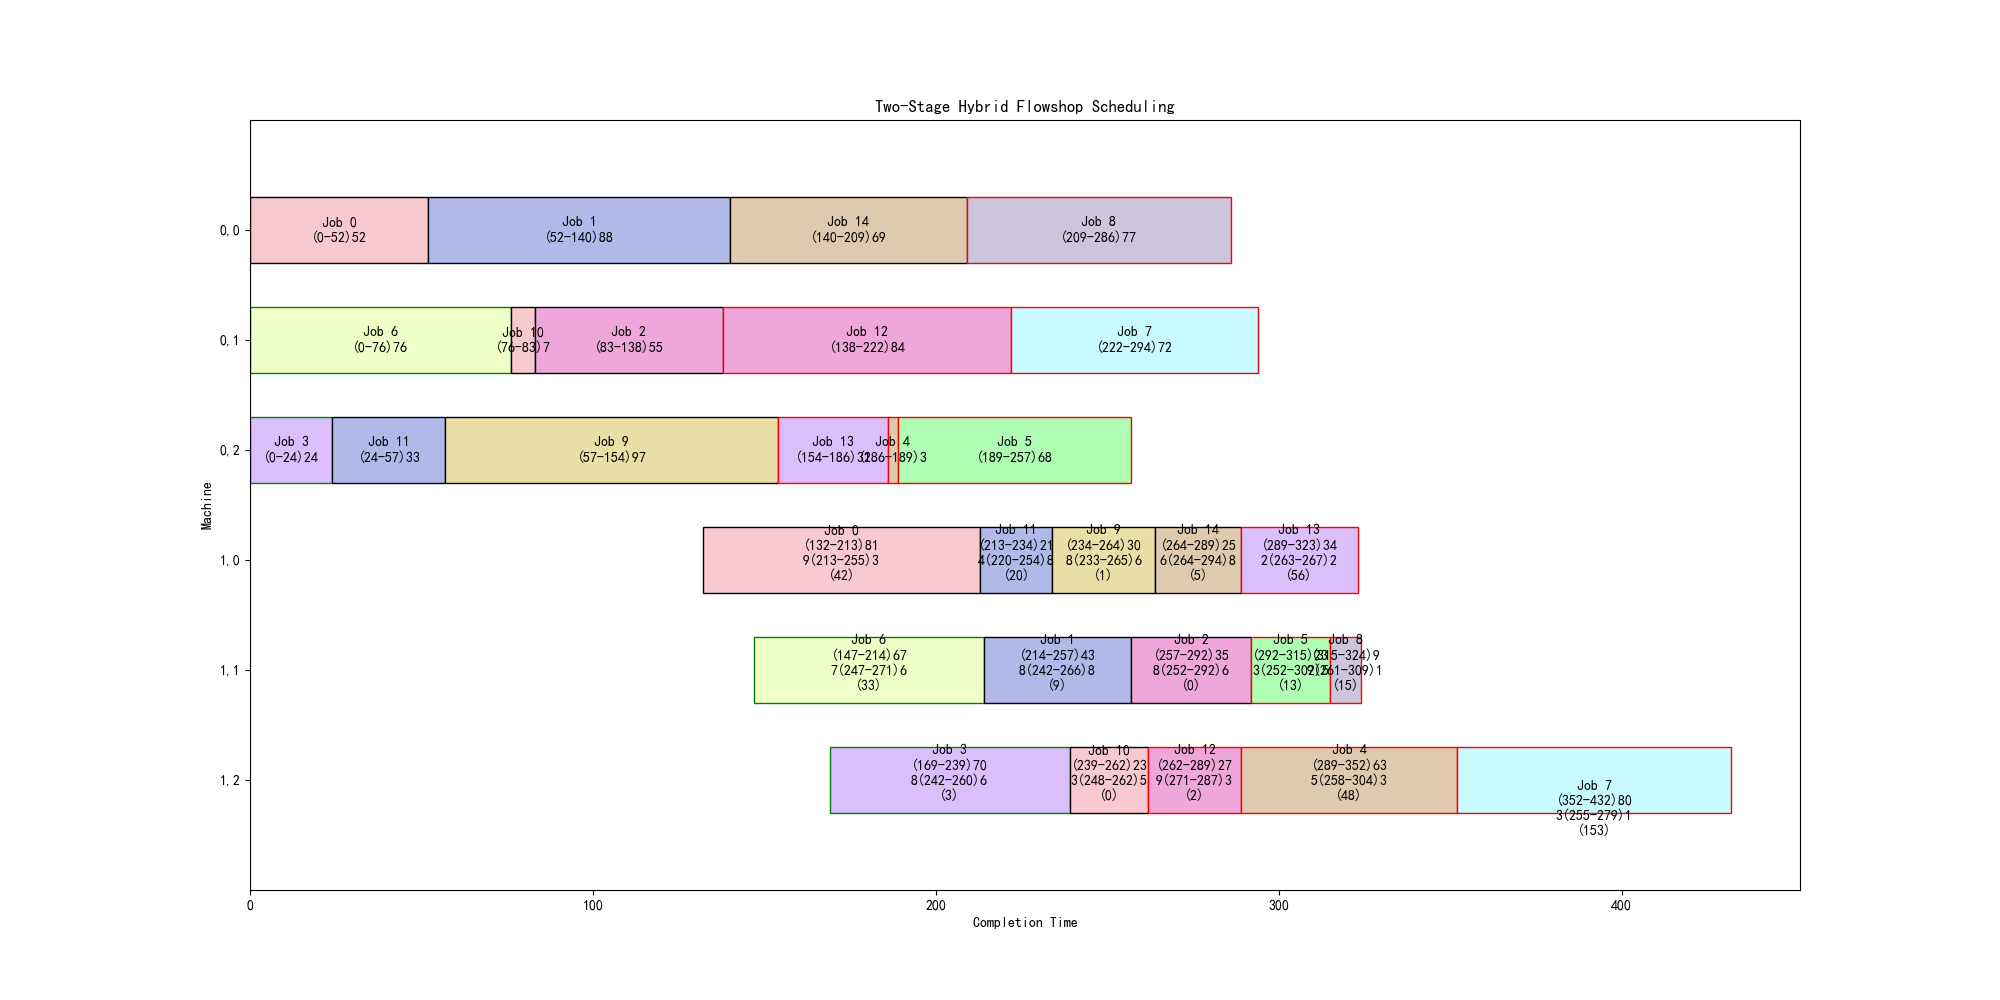 Two-Stage Hybrid Flowshop Scheduling
Machine
0,0
Job 0
(0-52)52
Job 1
(52-140)88
Job 14
(140-209)69
Job 8
(209-286)77
0,1
Job 6
(0-76)76
Job 10
(76-83)7
Job 2
(83-138)55
Job 12
(138-222)84
Job 7
(222-294)72
0,2
Job 3
(0-24)24
Job 11
(24-57)33
Job 9
(57-154)97
Job 13
(154-186)32
Job 4
(186-189)3
Job 5
(189-257)68
1,0
Job 0
(132-213)81
9(213-255)3
(42)
Job 11
(213-234)21
4(220-254)8
(20)
Job 9
(234-264)30
8(233-265)6
(1)
Job 14
(264-289)25
6(264-294)8
(5)
Job 13
(289-323)34
2(263-267)2
(56)
1,1
Job 6
(147-214)67
7(247-271)6
(33)
Job 1
(214-257)43
8(242-266)8
(9)
Job 2
(257-292)35
8(252-292)6
(0)
Job 5
(292-315)23
3(252-302)5
(13)
Job 8
(315-324)9
9(261-309)1
(15)
1,2
Job 3
(169-239)70
8(242-260)6
(3)
Job 10
(239-262)23
3(248-262)5
(0)
Job 12
(262-289)27
9(271-287)3
(2)
Job 4
(289-352)63
5(258-304)3
(48)
Job 7
(352-432)80
3(255-279)1
(153)
0
100
200
300
400
Completion Time